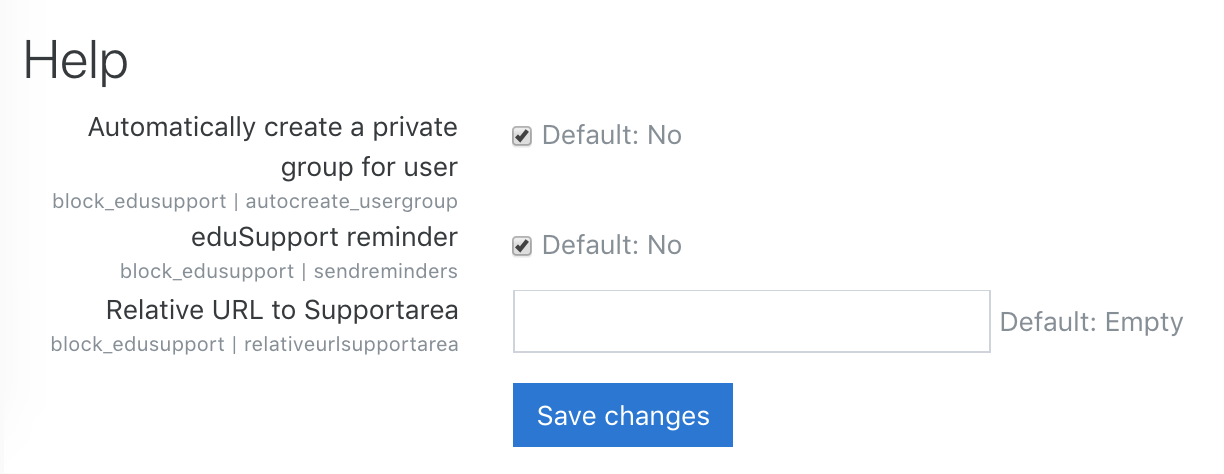 Help
Automatically create a private
group for user
block_edusupport | autocreate_usergroup
Default: No
eduSupport reminder
block_edusupport | sendreminders
Default: No
Relative URL to Supportarea
block_edusupport | relativeurlsupportarea
Default: Empty
Save changes